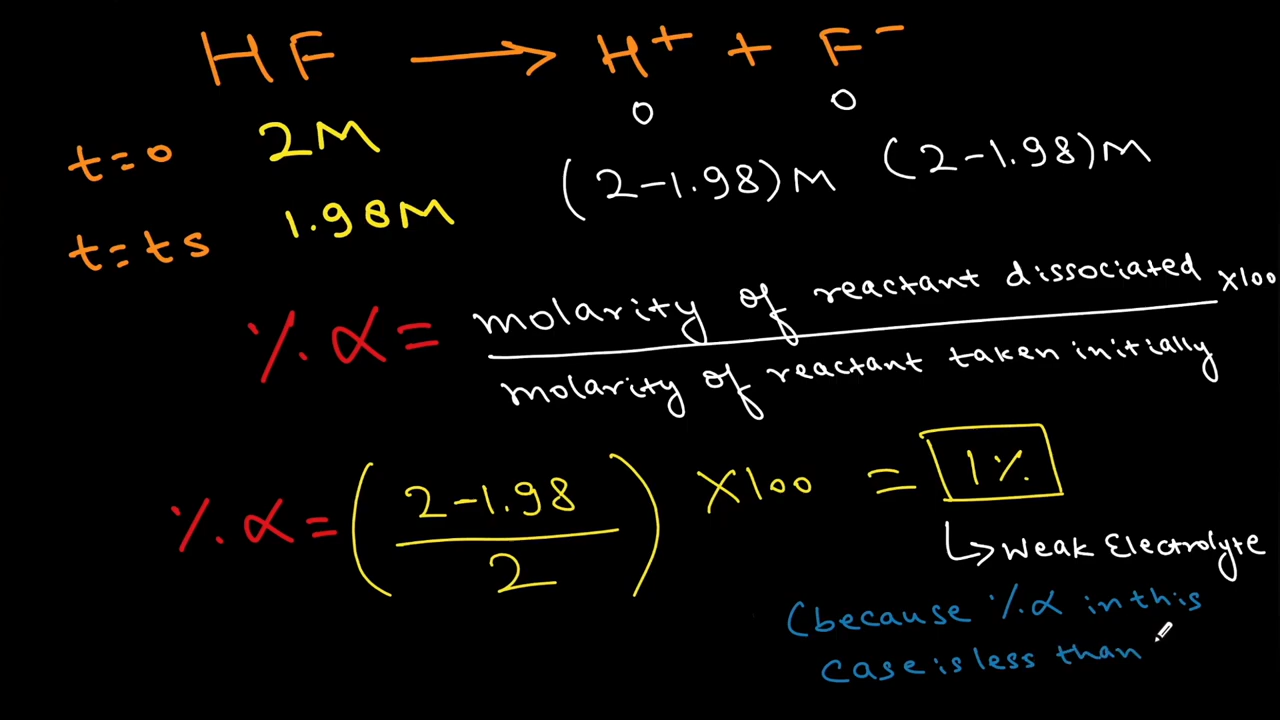 HF → H⁺ + F⁻
0 0
t=0 2M
(2-1.98)M (2-1.98)M
t=ts 1.98M
%α= molarity of reactant dissociated ×100
molarity of reactant taken initially
%α= (2-1.98 / 2) ×100 = 1%
↳ Weak Electrolyte
(because %α in this
case is less than